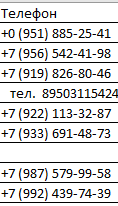 Телефон
+0 (951) 885-25-41
+7 (956) 542-41-98
+7 (919) 826-80-46
тел. 89503115424
+7 (922) 113-32-87
+7 (933) 691-48-73
+7 (987) 579-99-58
+7 (992) 439-74-39